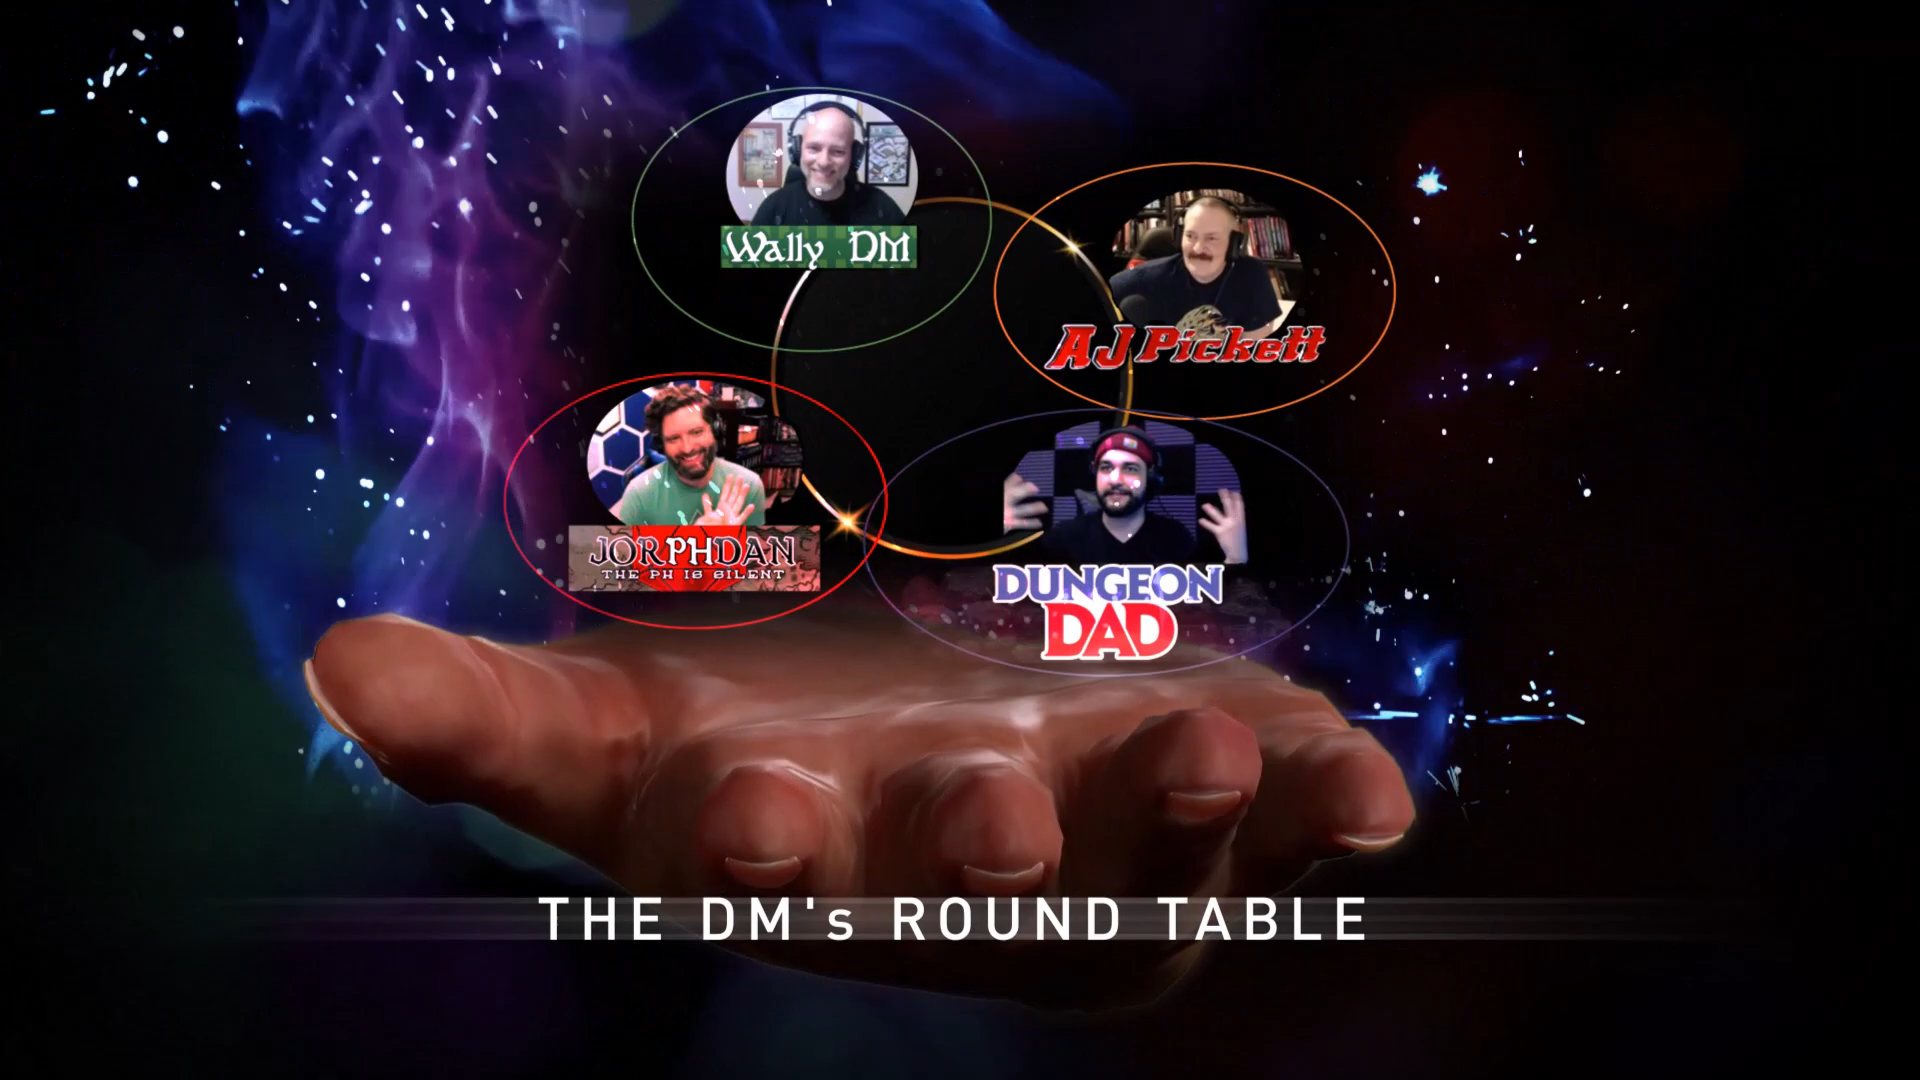 Wally DM
AJ Pickett
JORPHDAN
THE PH IS SILENT
DUNGEON
DAD
THE DM's ROUND TABLE